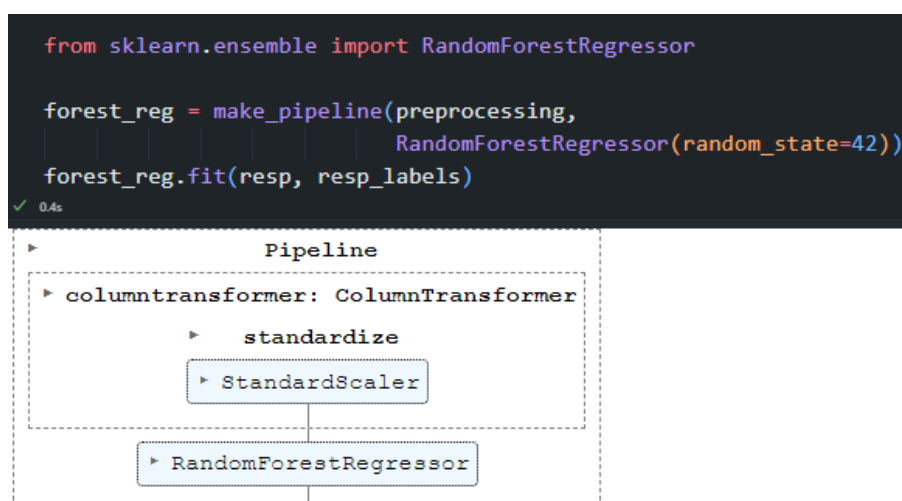 from sklearn.ensemble import RandomForestRegressor
forest_reg = make_pipeline(preprocessing,
RandomForestRegressor(random_state=42))
forest_reg.fit(resp, resp_labels)
✓ 0.4s
Pipeline
columntransformer: ColumnTransformer
standardize
StandardScaler
RandomForestRegressor